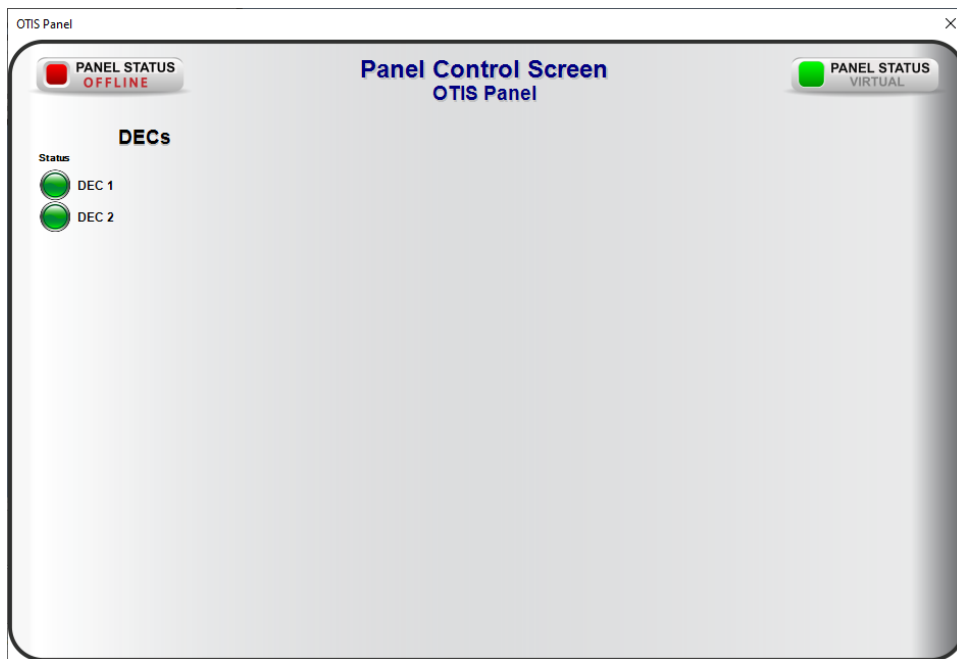 OTIS Panel
PANEL STATUS
OFFLINE
Panel Control Screen
OTIS Panel
PANEL STATUS
VIRTUAL
DECs
Status
DEC 1
DEC 2